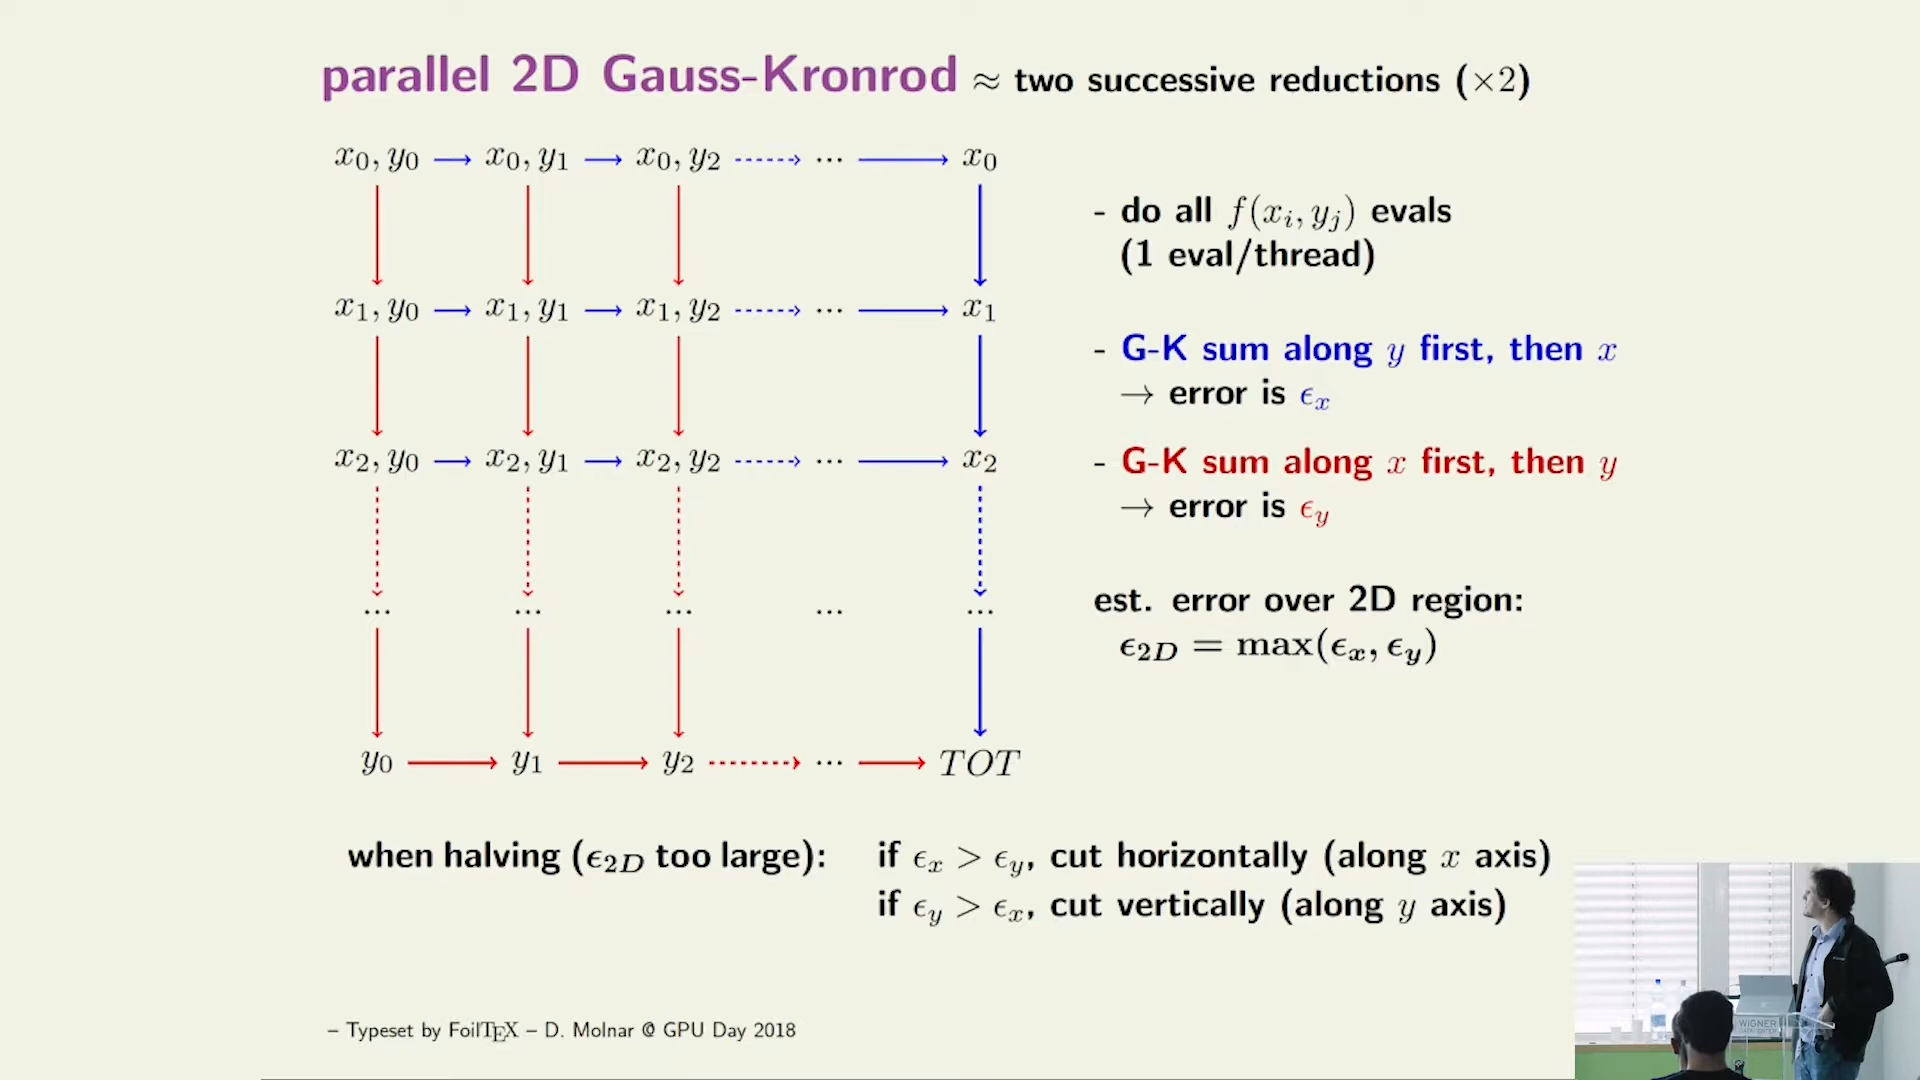 parallel 2D Gauss-Kronrod ≈ two successive reductions (×2)
x₀, y₀ → x₀, y₁ → x₀, y₂ ⇢ ... → x₀
x₁, y₀ → x₁, y₁ → x₁, y₂ ⇢ ... → x₁
x₂, y₀ → x₂, y₁ → x₂, y₂ ⇢ ... → x₂
... ... ... ... ...
y₀ → y₁ → y₂ ⇢ ... → TOT
- do all f(xᵢ, yⱼ) evals
(1 eval/thread)
- G-K sum along y first, then x
→ error is ϵₓ
- G-K sum along x first, then y
→ error is ϵ_y
est. error over 2D region:
ϵ_2D = max(ϵₓ, ϵ_y)
when halving (ϵ_2D too large): if ϵₓ > ϵ_y, cut horizontally (along x axis)
if ϵ_y > ϵₓ, cut vertically (along y axis)
– Typeset by FoilTEX – D. Molnar @ GPU Day 2018
WIGNER